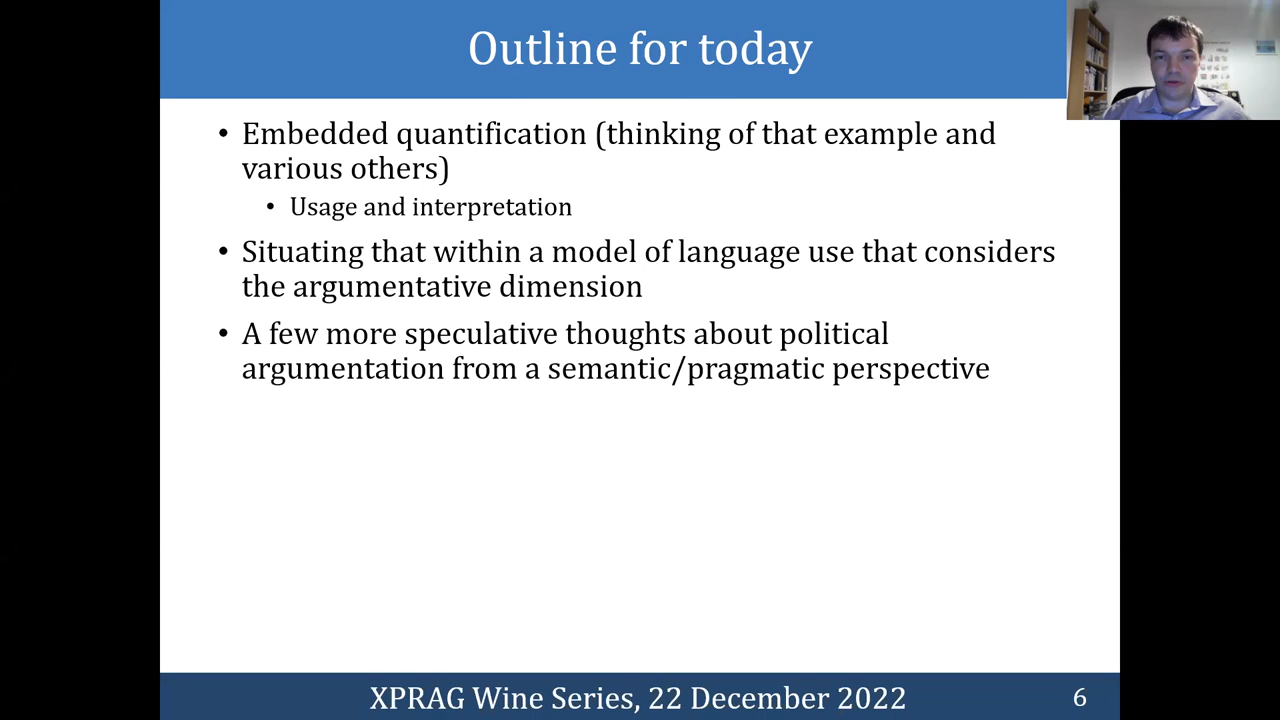 Outline for today
• Embedded quantification (thinking of that example and
various others)
• Usage and interpretation
• Situating that within a model of language use that considers
the argumentative dimension
• A few more speculative thoughts about political
argumentation from a semantic/pragmatic perspective
XPRAG Wine Series, 22 December 2022
6